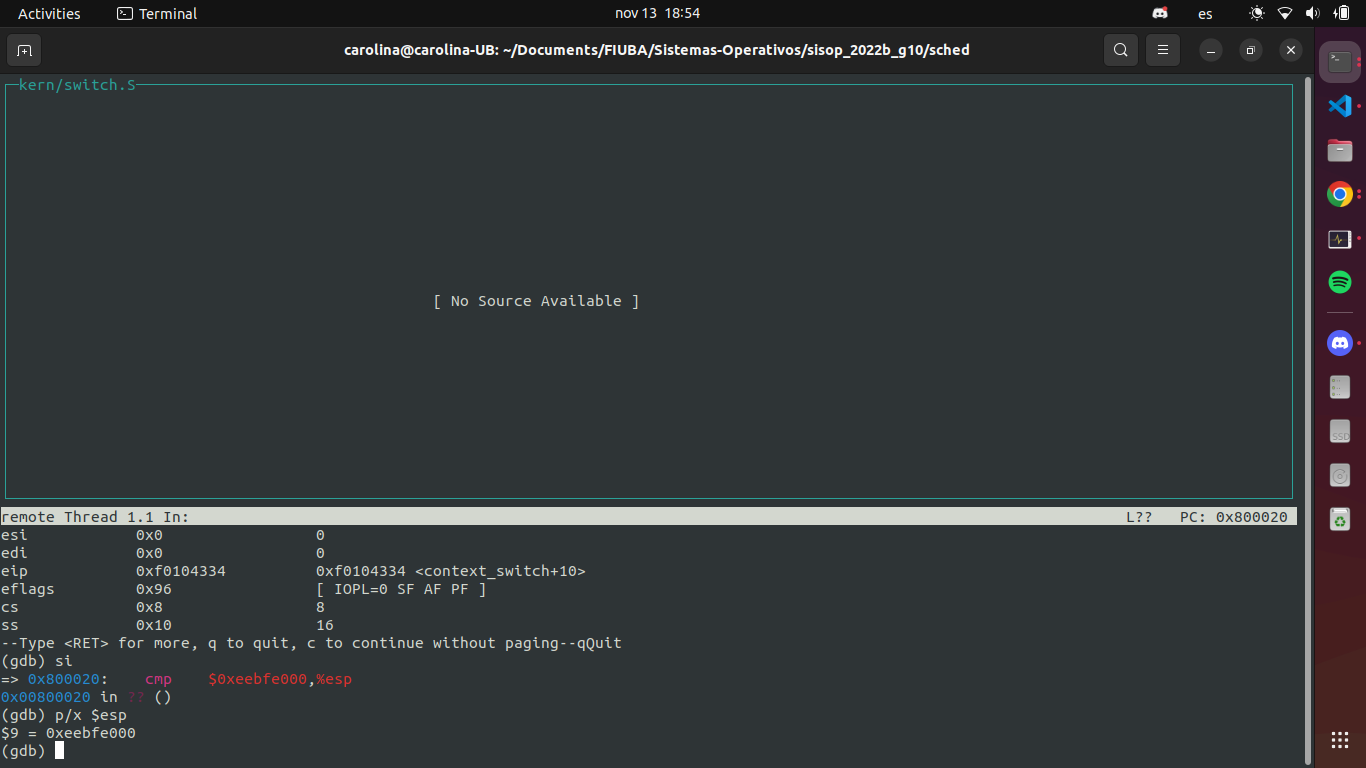 Activities Terminal nov 13 18:54 es
carolina@carolina-UB: ~/Documents/FIUBA/Sistemas-Operativos/sisop_2022b_g10/sched
kern/switch.S
[ No Source Available ]
remote Thread 1.1 In: L?? PC: 0x800020
esi 0x0 0
edi 0x0 0
eip 0xf0104334 0xf0104334 <context_switch+10>
eflags 0x96 [ IOPL=0 SF AF PF ]
cs 0x8 8
ss 0x10 16
--Type <RET> for more, q to quit, c to continue without paging--qQuit
(gdb) si
=> 0x800020: cmp $0xeebfe000,%esp
0x00800020 in ?? ()
(gdb) p/x $esp
$9 = 0xeebfe000
(gdb)
SSD